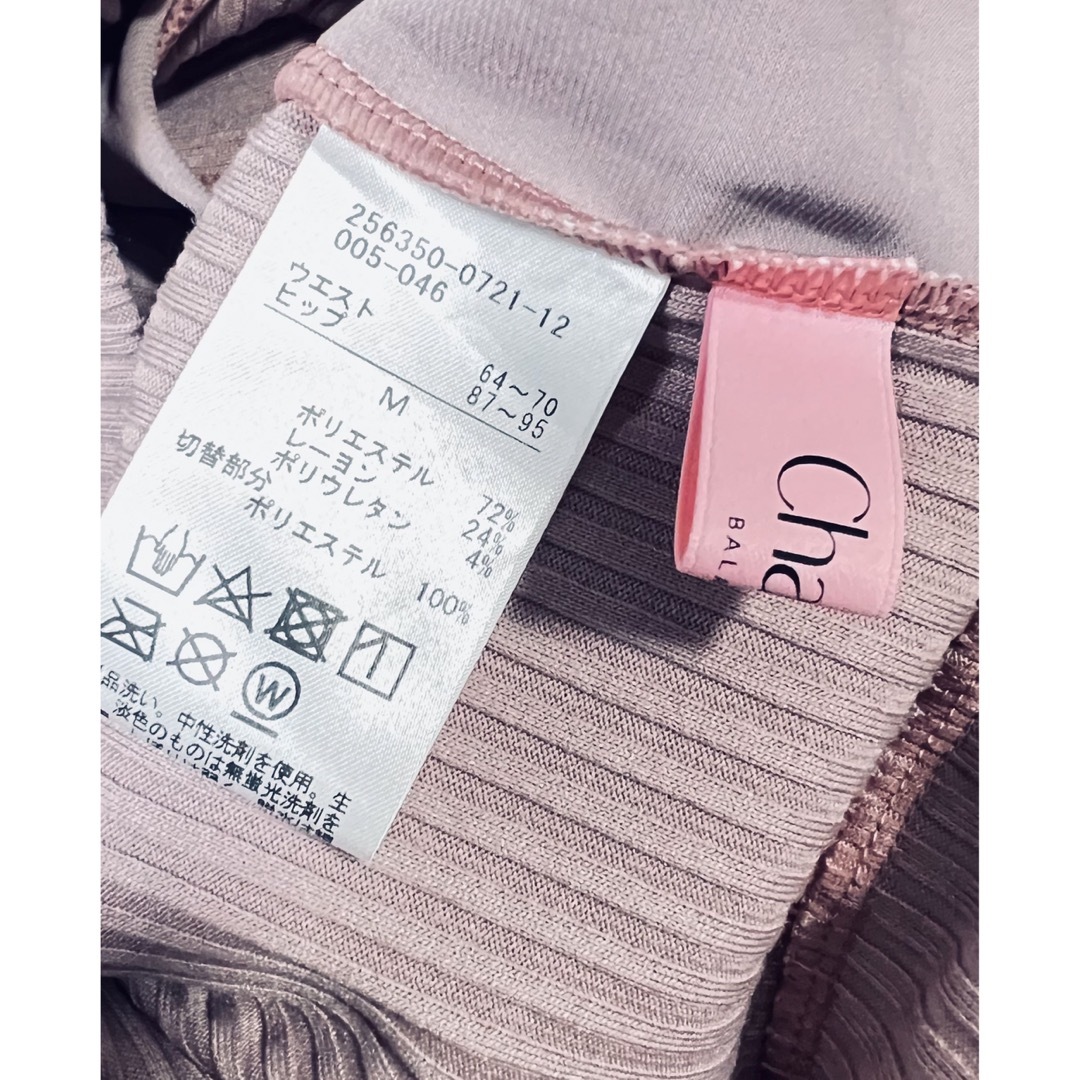 256350-0721-12
005-046
ウエスト 64～70
ヒップ 87～95
M
ポリエステル 72%
レーヨン 24%
ポリウレタン 4%
切替部分
ポリエステル 100%
W
品洗い。中性洗剤を使用。生
淡色のものは無蛍光洗剤を
Cha
BAL